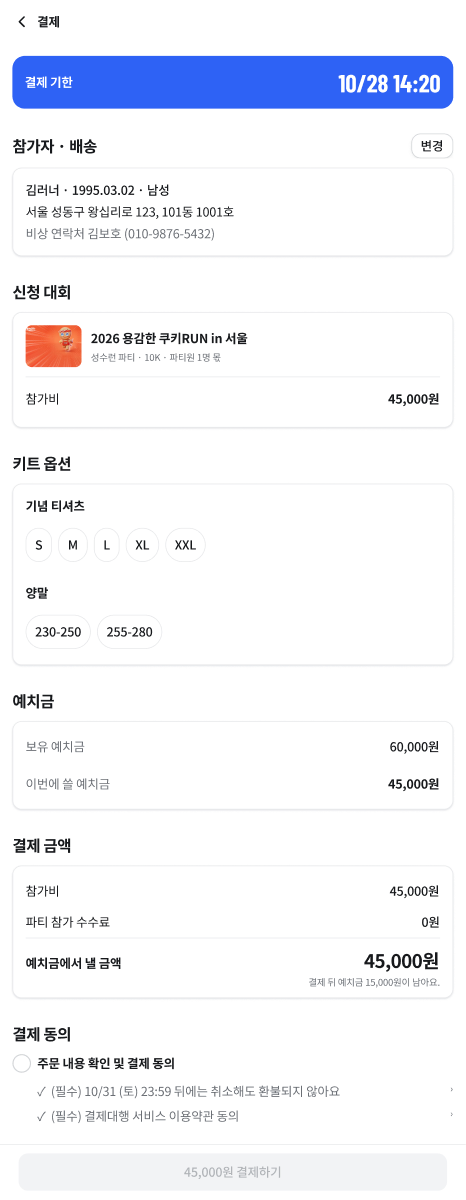 결제
결제 기한
10/28 14:20
참가자 · 배송
변경
김러너 · 1995.03.02 · 남성
서울 성동구 왕십리로 123, 101동 1001호
비상 연락처 김보호 (010-9876-5432)
신청 대회
2026 용감한 쿠키RUN in 서울
성수런 파티 · 10K · 파티원 1명 몫
참가비
45,000원
키트 옵션
기념 티셔츠
S M L XL XXL
양말
230-250 255-280
예치금
보유 예치금
60,000원
이번에 쓸 예치금
45,000원
결제 금액
참가비
45,000원
파티 참가 수수료
0원
예치금에서 낼 금액
45,000원
결제 뒤 예치금 15,000원이 남아요.
결제 동의
주문 내용 확인 및 결제 동의
✓ (필수) 10/31 (토) 23:59 뒤에는 취소해도 환불되지 않아요
✓ (필수) 결제대행 서비스 이용약관 동의
45,000원 결제하기